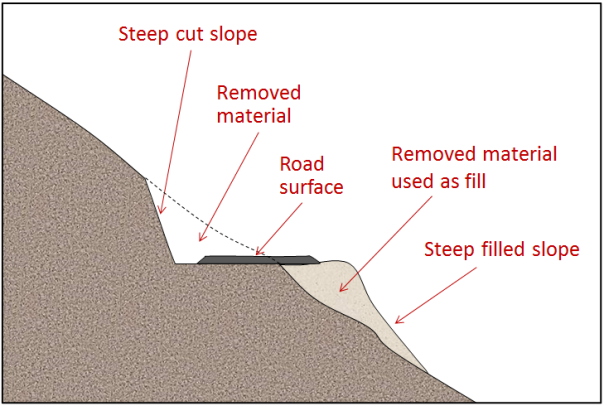 Steep cut slope
Removed
material
Road
surface
Removed material
used as fill
Steep filled slope